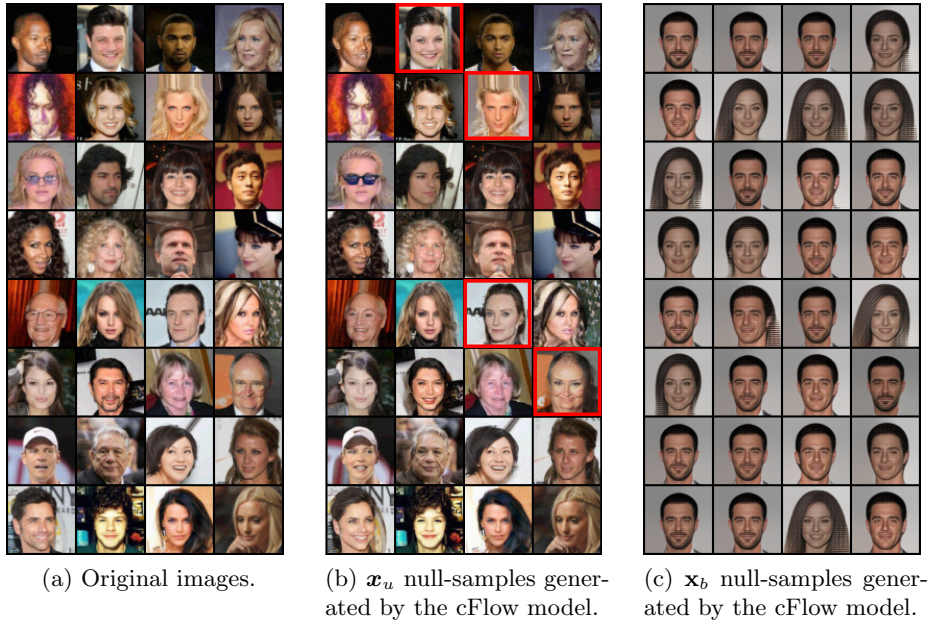 (a) Original images.
(b) 𝒙ᵤ null-samples gener-
ated by the cFlow model.
(c) 𝐱_b null-samples gener-
ated by the cFlow model.